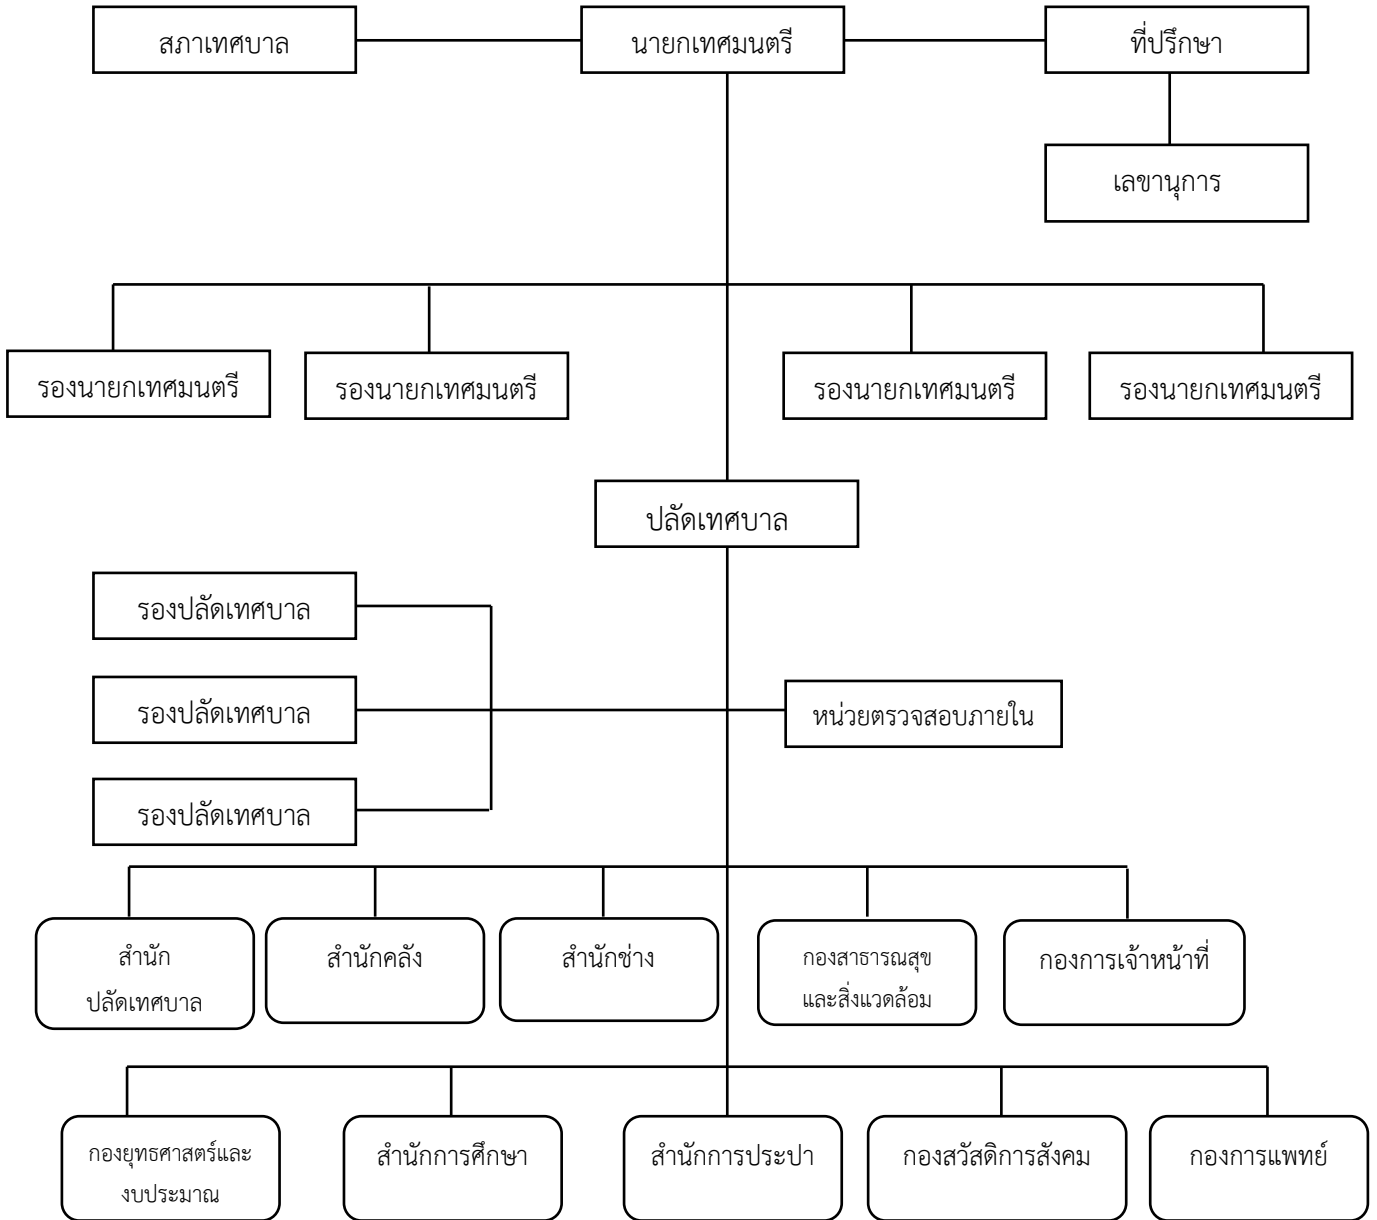 สภาเทศบาล
นายกเทศมนตรี
ที่ปรึกษา
เลขานุการ
รองนายกเทศมนตรี
รองนายกเทศมนตรี
รองนายกเทศมนตรี
รองนายกเทศมนตรี
ปลัดเทศบาล
รองปลัดเทศบาล
รองปลัดเทศบาล
หน่วยตรวจสอบภายใน
รองปลัดเทศบาล
สำนัก
ปลัดเทศบาล
สำนักคลัง
สำนักช่าง
กองสาธารณสุข
และสิ่งแวดล้อม
กองการเจ้าหน้าที่
กองยุทธศาสตร์และ
งบประมาณ
สำนักการศึกษา
สำนักการประปา
กองสวัสดิการสังคม
กองการแพทย์